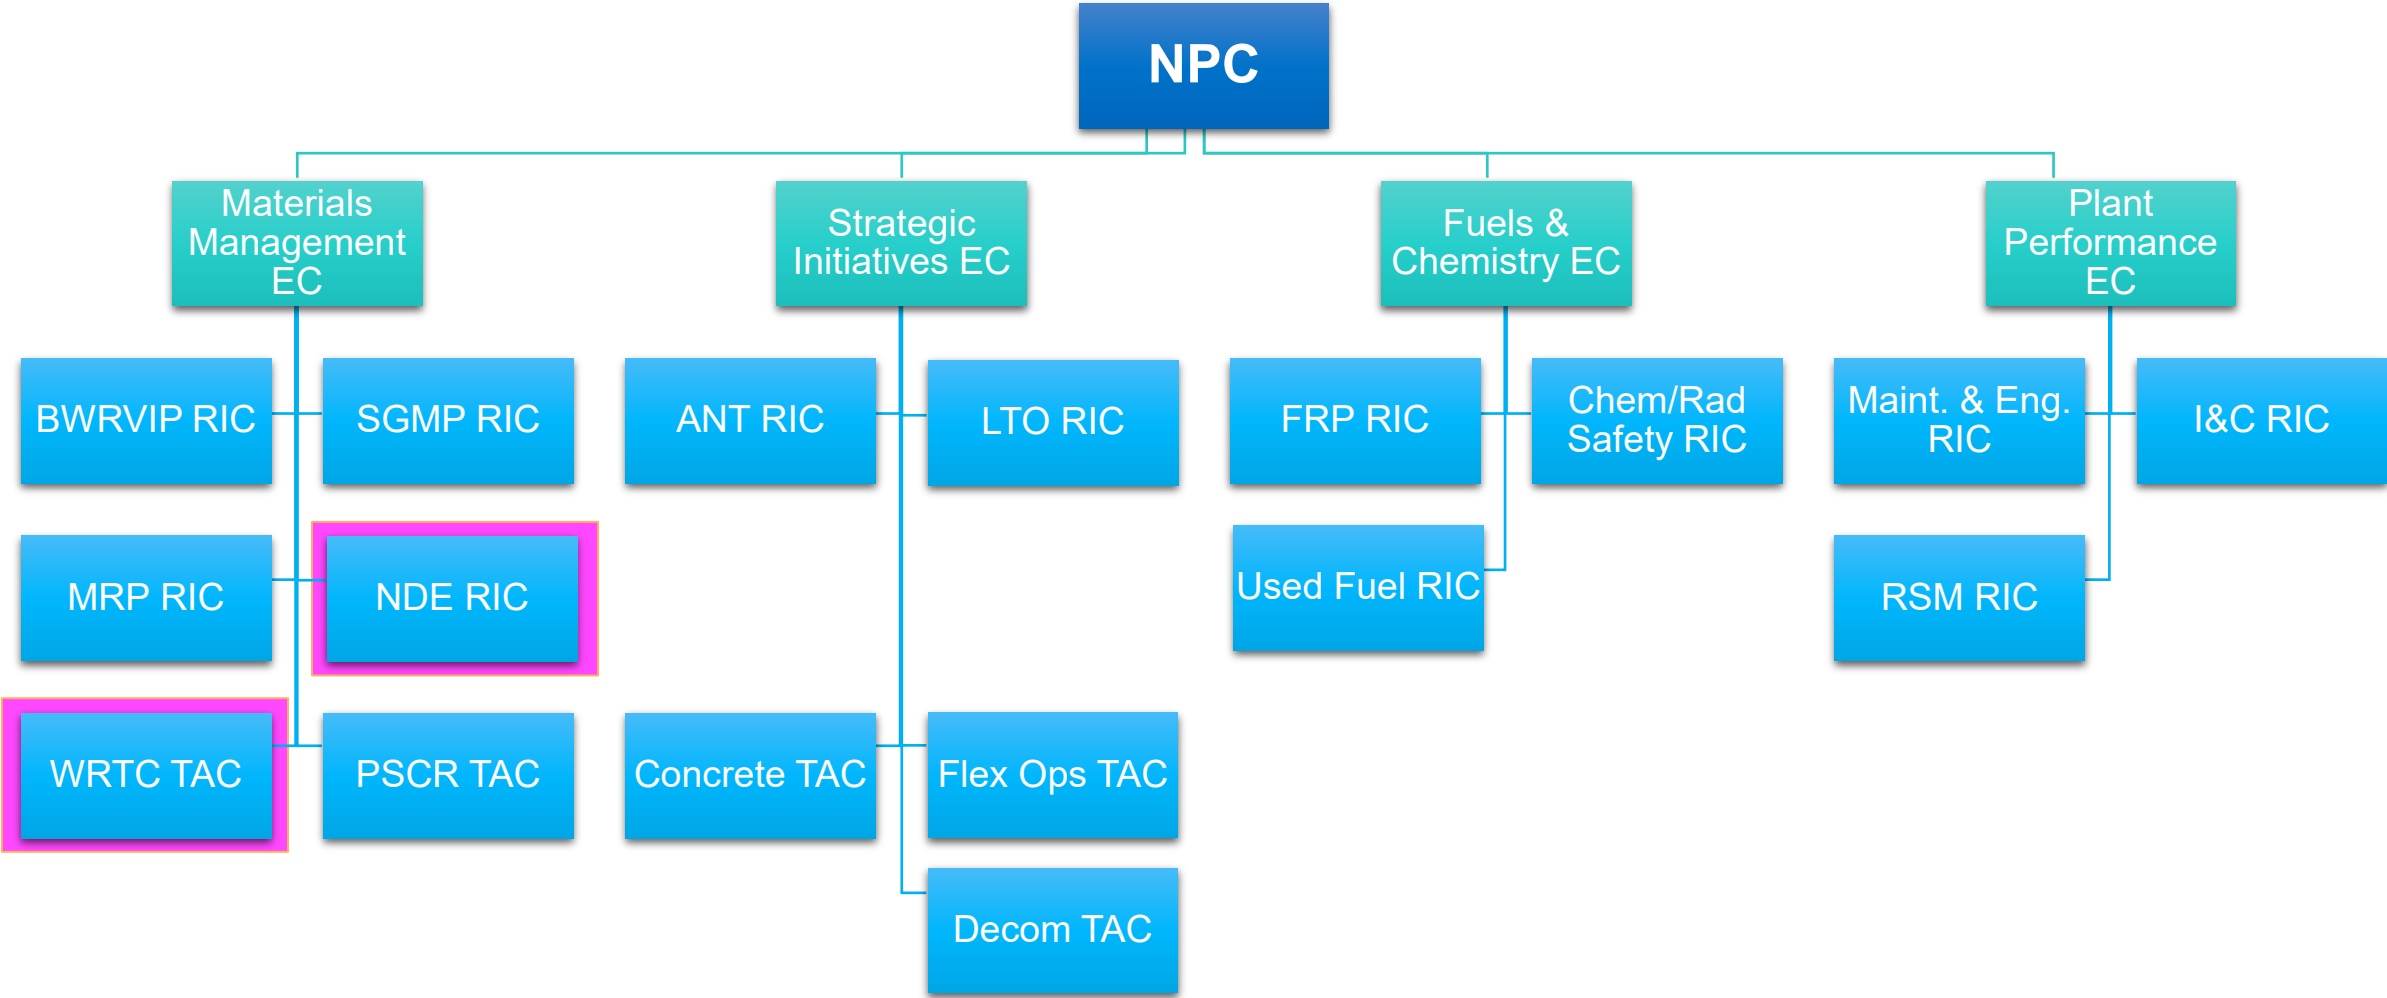 NPC
Materials
Management
EC
Strategic
Initiatives EC
Fuels &
Chemistry EC
Plant
Performance
EC
BWRVIP RIC
SGMP RIC
ANT RIC
LTO RIC
FRP RIC
Chem/Rad
Safety RIC
Maint. & Eng.
RIC
I&C RIC
MRP RIC
NDE RIC
Used Fuel RIC
RSM RIC
WRTC TAC
PSCR TAC
Concrete TAC
Flex Ops TAC
Decom TAC